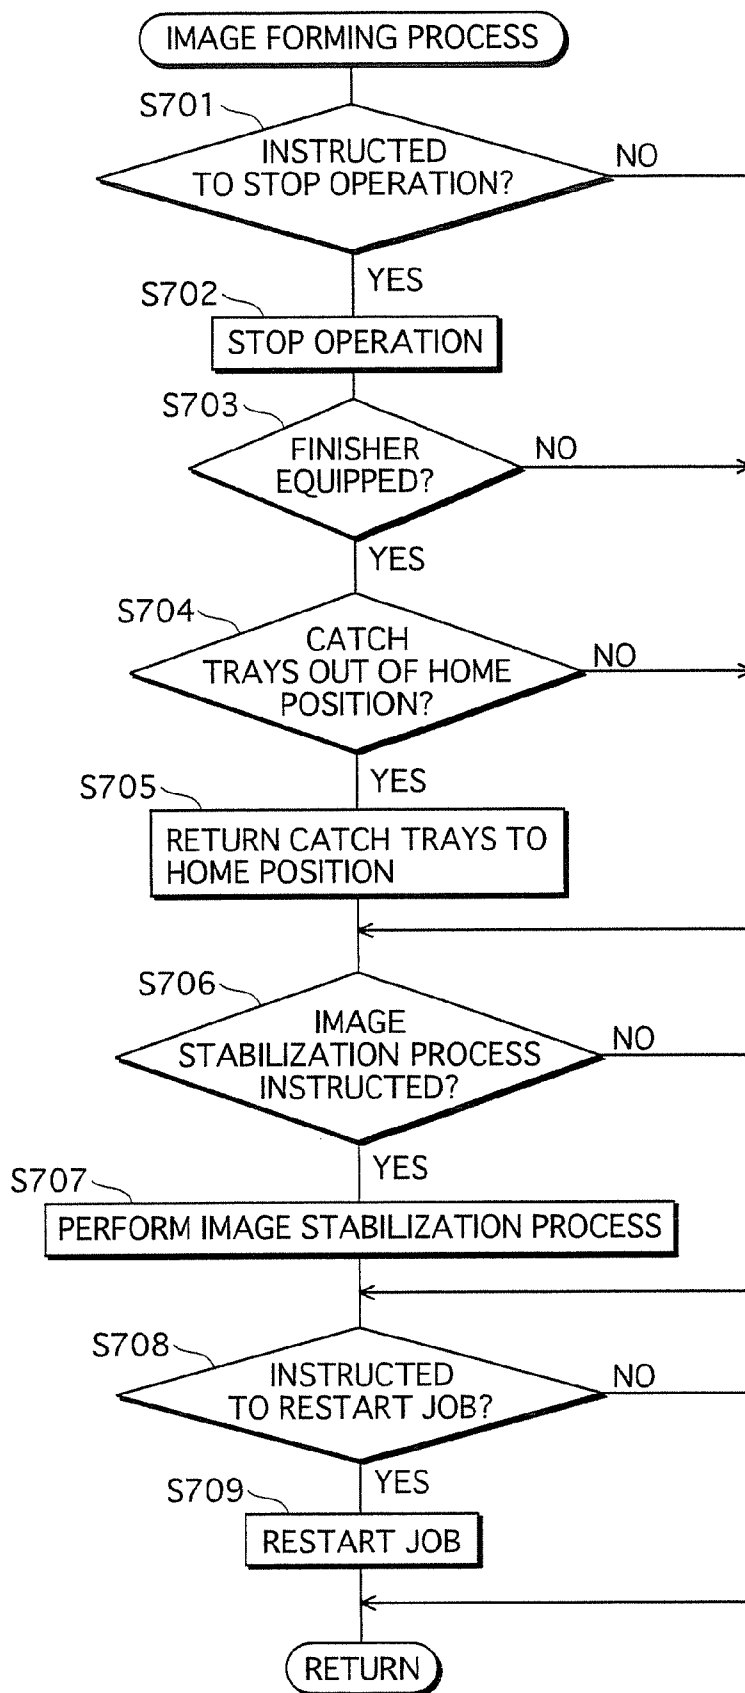 IMAGE FORMING PROCESS
S701
INSTRUCTED
TO STOP OPERATION?
NO
YES
S702
STOP OPERATION
S703
FINISHER
EQUIPPED?
NO
YES
S704
CATCH
TRAYS OUT OF HOME
POSITION?
NO
YES
S705
RETURN CATCH TRAYS TO
HOME POSITION
S706
IMAGE
STABILIZATION PROCESS
INSTRUCTED?
NO
YES
S707
PERFORM IMAGE STABILIZATION PROCESS
S708
INSTRUCTED
TO RESTART JOB?
NO
YES
S709
RESTART JOB
RETURN